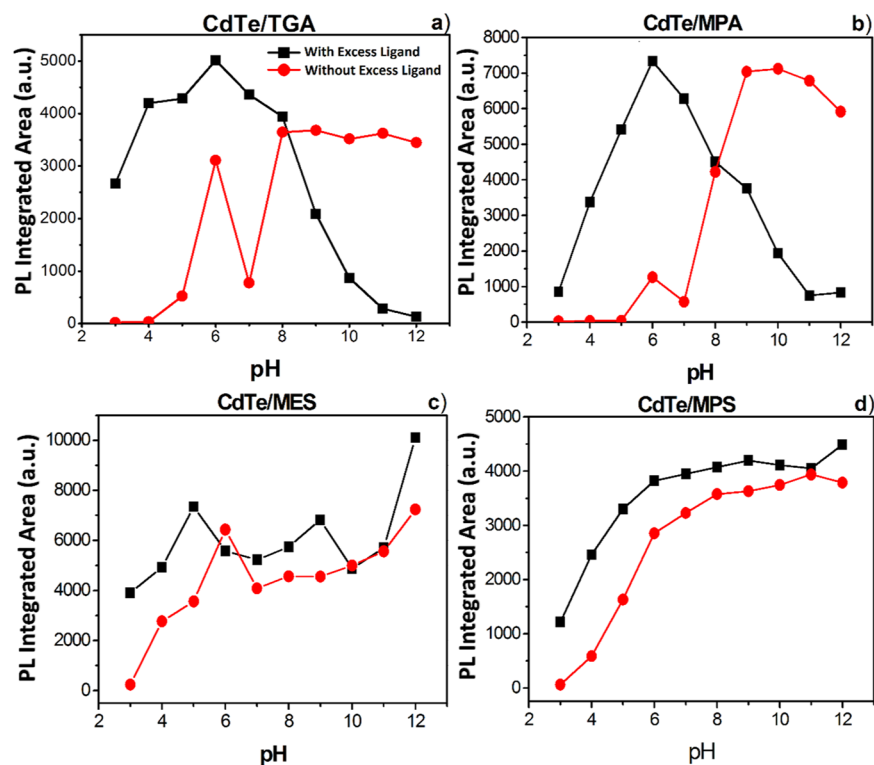 CdTe/TGA
a)
With Excess Ligand
Without Excess Ligand
PL Integrated Area (a.u.)
5000
4000
3000
2000
1000
0
2 4 6 8 10 12
pH
CdTe/MPA
b)
PL Integrated Area (a.u.)
8000
7000
6000
5000
4000
3000
2000
1000
0
2 4 6 8 10 12
pH
CdTe/MES
c)
PL Integrated Area (a.u.)
10000
8000
6000
4000
2000
0
2 4 6 8 10 12
pH
CdTe/MPS
d)
PL Integrated Area (a.u.)
5000
4000
3000
2000
1000
0
2 4 6 8 10 12
pH